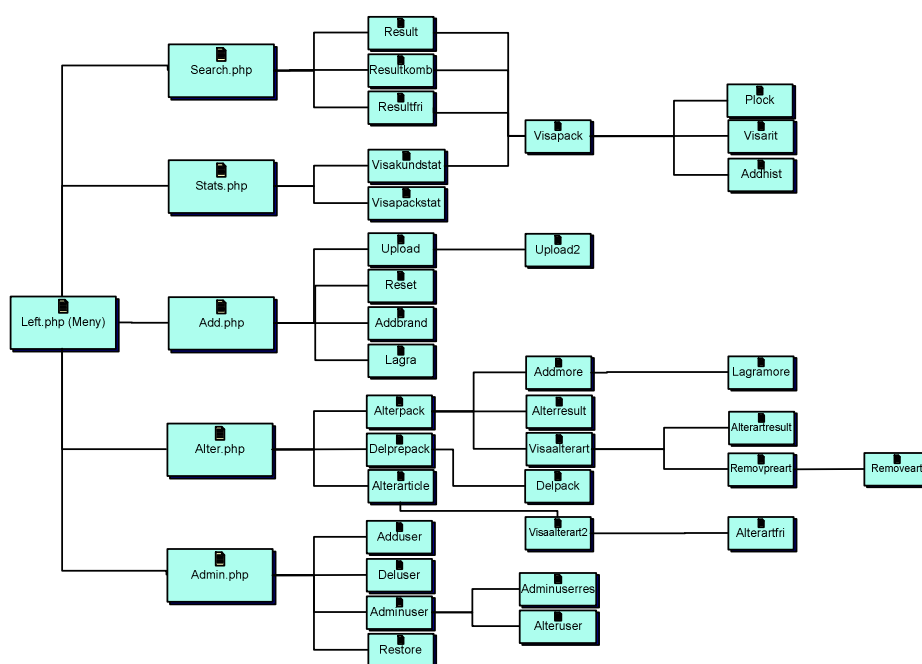 Left.php (Meny)
Search.php
Result
Resultkomb
Resultfri
Stats.php
Visakundstat
Visapackstat
Visapack
Plock
Visarit
Addhist
Add.php
Upload
Upload2
Reset
Addbrand
Lagra
Alter.php
Alterpack
Addmore
Lagramore
Alterresult
Visaalterart
Alterartresult
Removpreart
Removeart
Delprepack
Delpack
Alterarticle
Visaalterart2
Alterartfri
Admin.php
Adduser
Deluser
Adminuser
Adminuserres
Alteruser
Restore